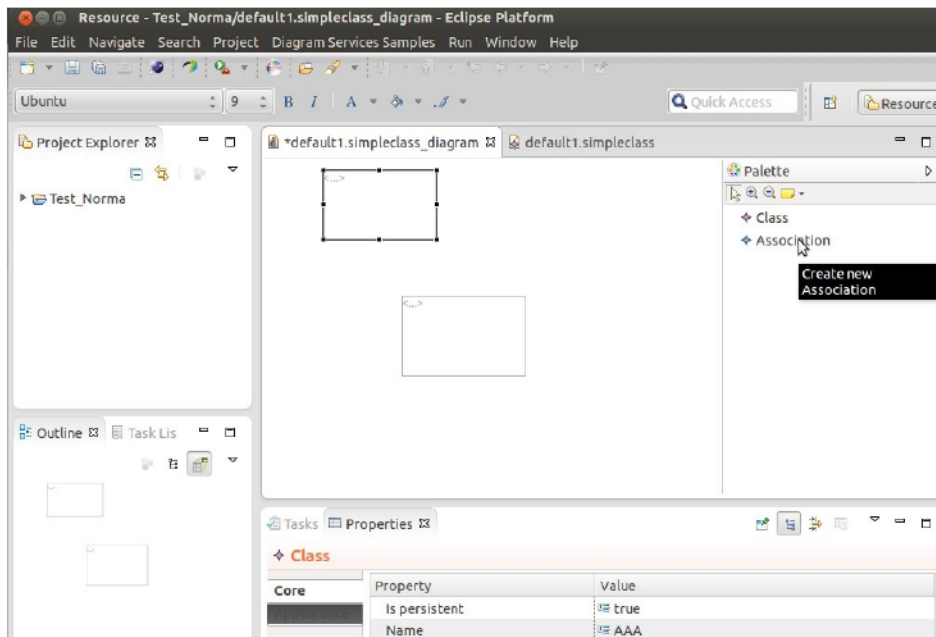 Resource - Test_Norma/default1.simpleclass_diagram - Eclipse Platform
File Edit Navigate Search Project Diagram Services Samples Run Window Help
Ubuntu 9 B I A Quick Access Resource
Project Explorer
Test_Norma
*default1.simpleclass_diagram default1.simpleclass
<...>
<...>
Palette
Class
Association
Create new
Association
Outline Task Lis
Tasks Properties
Class
Core
Appearance
Property Value
Is persistent true
Name AAA